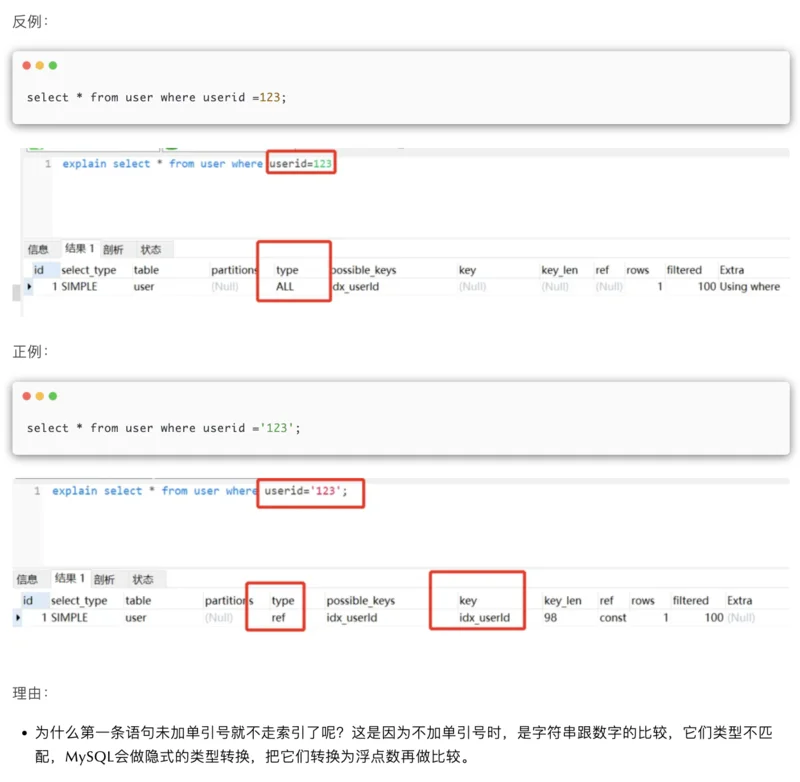 反例：
select * from user where userid =123;
1 explain select * from user where userid=123
信息 结果 1 剖析 状态
id select_type table partitions type possible_keys key key_len ref rows filtered Extra
1 SIMPLE user (Null) ALL idx_userId (Null) (Null) (Null) 1 100 Using where
正例：
select * from user where userid ='123';
1 explain select * from user where userid='123';
信息 结果 1 剖析 状态
id select_type table partitions type possible_keys key key_len ref rows filtered Extra
1 SIMPLE user (Null) ref idx_userId idx_userId 98 const 1 100 (Null)
理由：
• 为什么第一条语句未加单引号就不走索引了呢？这是因为不加单引号时，是字符串跟数字的比较，它们类型不匹
配，MySQL会做隐式的类型转换，把它们转换为浮点数再做比较。